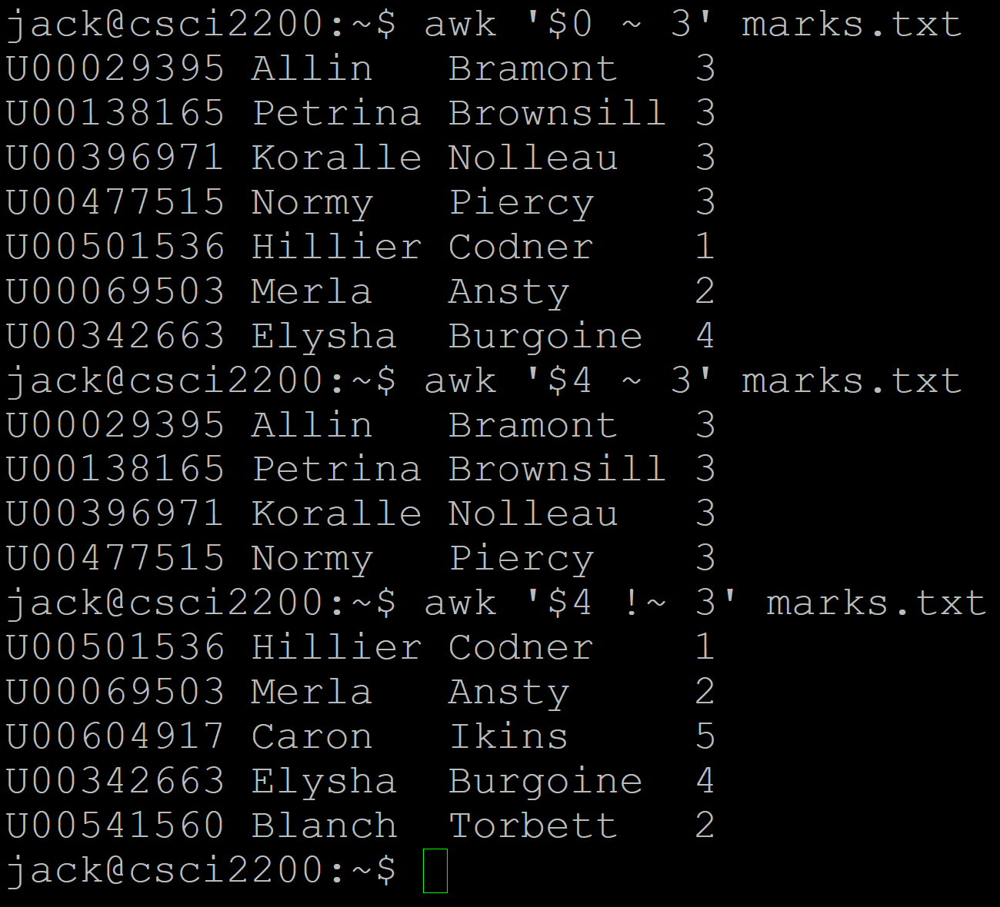 jack@csci2200:~$ awk '$0 ~ 3' marks.txt
U00029395 Allin   Bramont   3
U00138165 Petrina Brownsill 3
U00396971 Koralle Nolleau   3
U00477515 Normy   Piercy    3
U00501536 Hillier Codner    1
U00069503 Merla   Ansty     2
U00342663 Elysha  Burgoine  4
jack@csci2200:~$ awk '$4 ~ 3' marks.txt
U00029395 Allin   Bramont   3
U00138165 Petrina Brownsill 3
U00396971 Koralle Nolleau   3
U00477515 Normy   Piercy    3
jack@csci2200:~$ awk '$4 !~ 3' marks.txt
U00501536 Hillier Codner    1
U00069503 Merla   Ansty     2
U00604917 Caron   Ikins     5
U00342663 Elysha  Burgoine  4
U00541560 Blanch  Torbett   2
jack@csci2200:~$